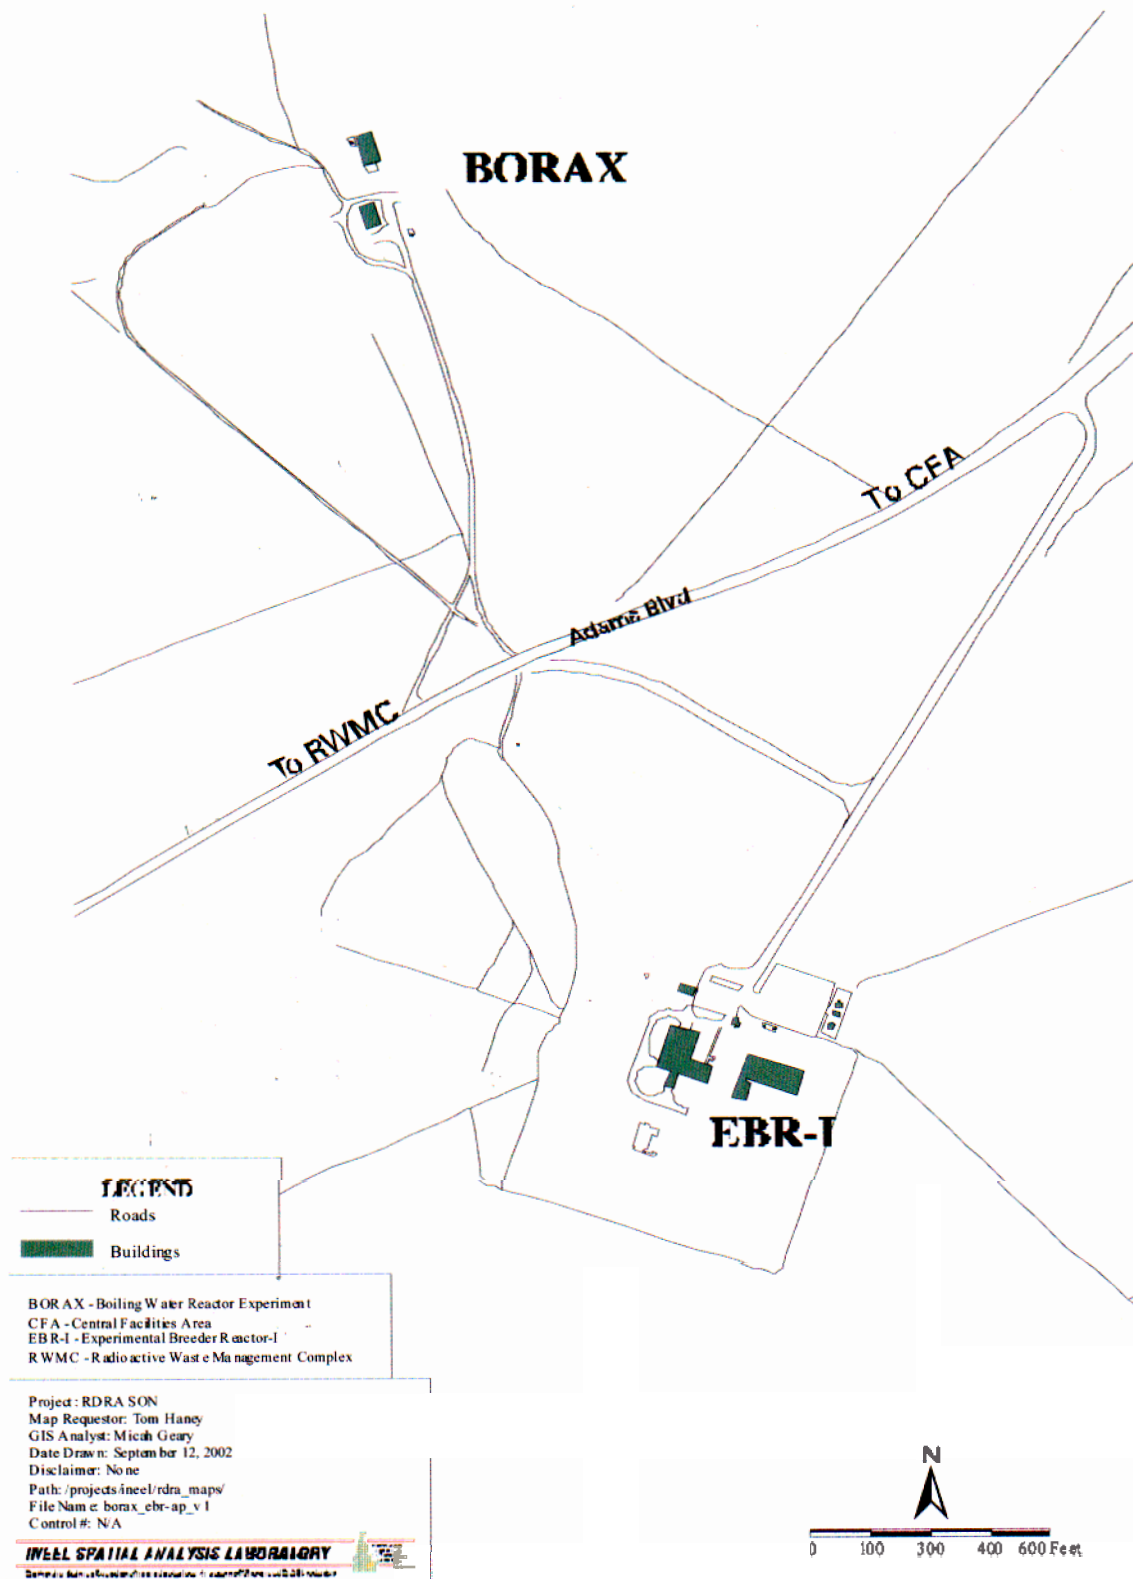 BORAX
To CFA
Adams Blvd
To RWMC
EBR-I
LEGEND
Roads
Buildings
BORAX - Boiling Water Reactor Experiment
CFA - Central Facilities Area
EBR-I - Experimental Breeder Reactor-I
RWMC - Radioactive Waste Management Complex
Project: RDRA SON
Map Requestor: Tom Haney
GIS Analyst: Micah Geary
Date Drawn: September 12, 2002
Disclaimer: None
Path: /projects/ineel/rdra_maps/
File Name: borax_ebr-ap_v1
Control #: N/A
INEEL SPATIAL ANALYSIS LABORATORY
N
0 100 300 400 600 Feet